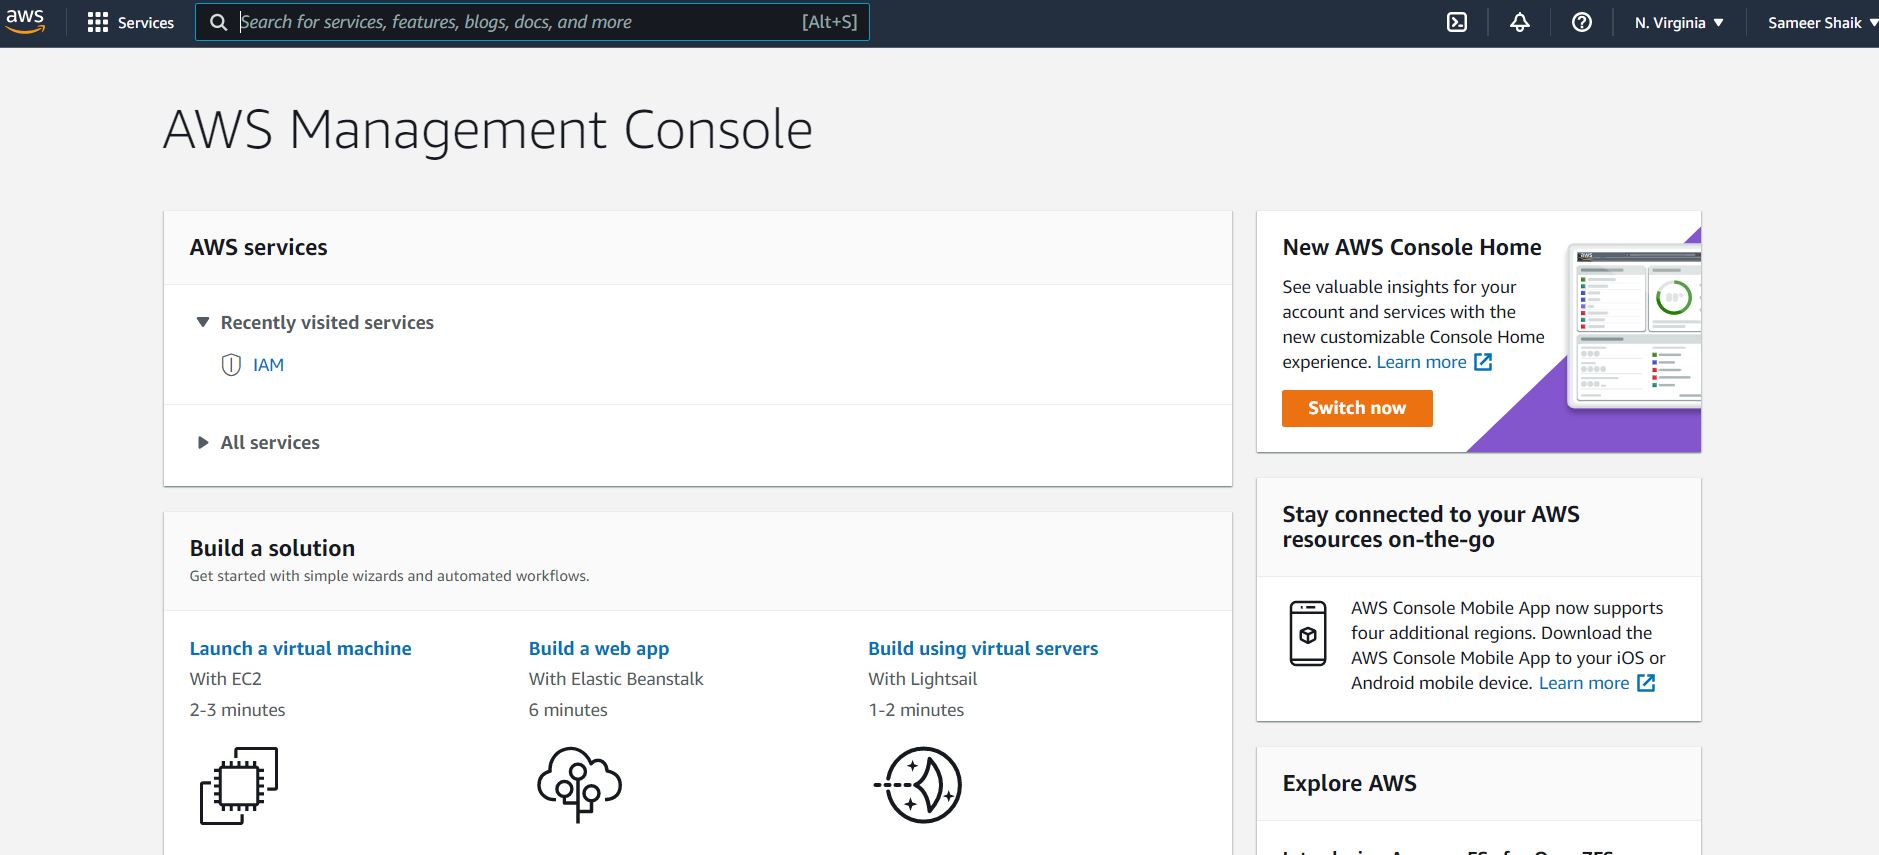 aws
Services
Search for services, features, blogs, docs, and more
[Alt+S]
N. Virginia
Sameer Shaik
AWS Management Console
AWS services
Recently visited services
IAM
All services
Build a solution
Get started with simple wizards and automated workflows.
Launch a virtual machine
With EC2
2-3 minutes
Build a web app
With Elastic Beanstalk
6 minutes
Build using virtual servers
With Lightsail
1-2 minutes
New AWS Console Home
See valuable insights for your
account and services with the
new customizable Console Home
experience. Learn more
Switch now
aws
Stay connected to your AWS
resources on-the-go
AWS Console Mobile App now supports
four additional regions. Download the
AWS Console Mobile App to your iOS or
Android mobile device. Learn more
Explore AWS